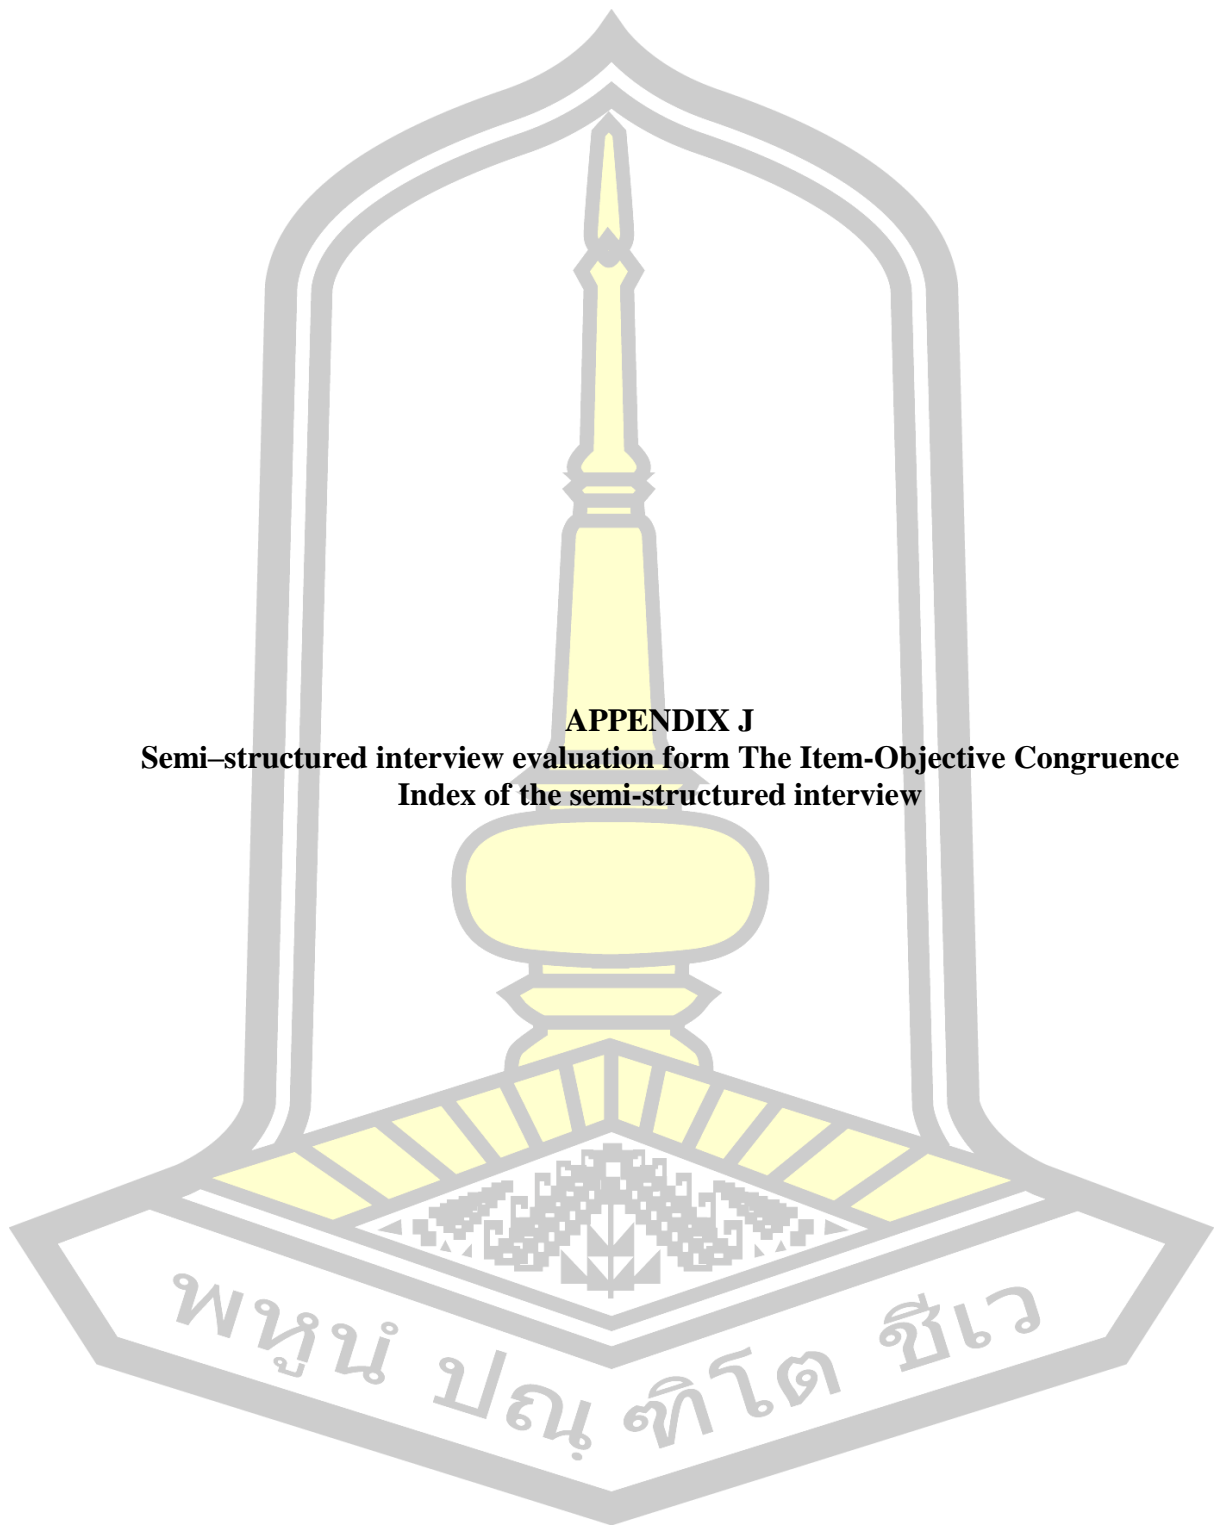 APPENDIX J
Semi–structured interview evaluation form The Item-Objective Congruence
Index of the semi-structured interview
พหูนํ ปณฺฑิโต ชีเว